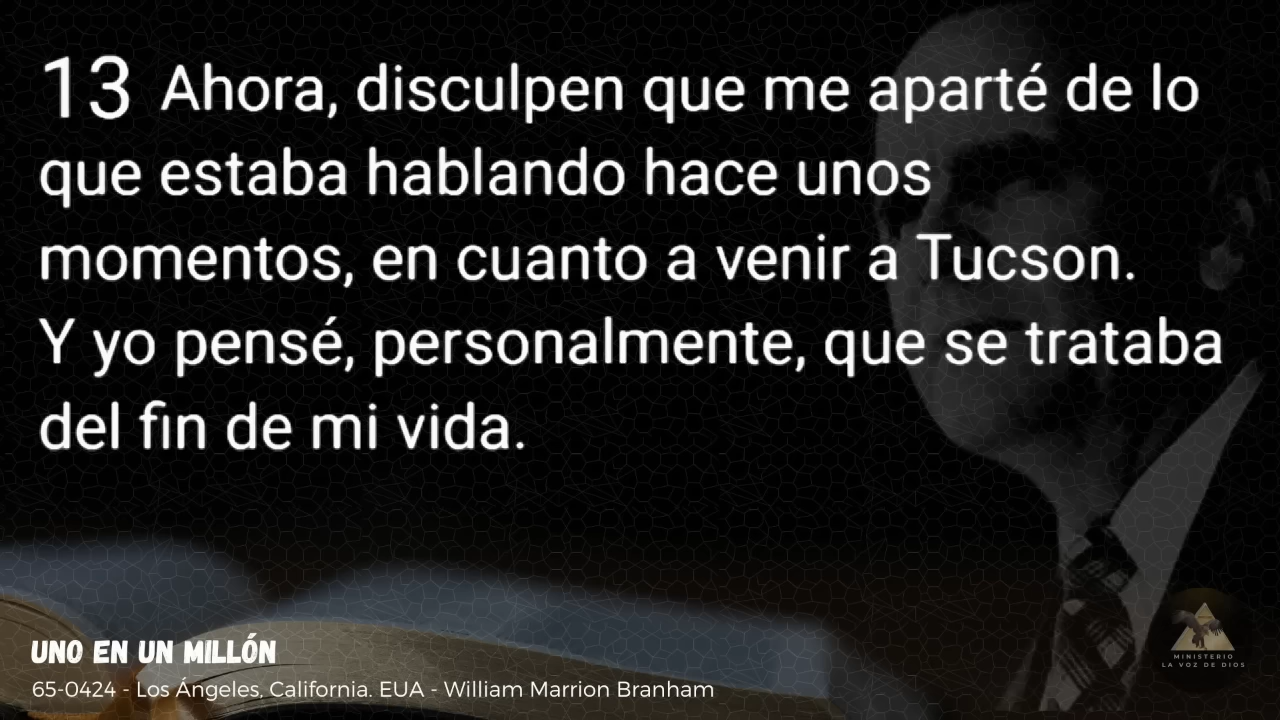 13 Ahora, disculpen que me aparté de lo
que estaba hablando hace unos
momentos, en cuanto a venir a Tucson.
Y yo pensé, personalmente, que se trataba
del fin de mi vida.
UNO EN UN MILLÓN
65-0424 - Los Ángeles, California. EUA - William Marrion Branham
MINISTERIO
LA VOZ DE DIOS